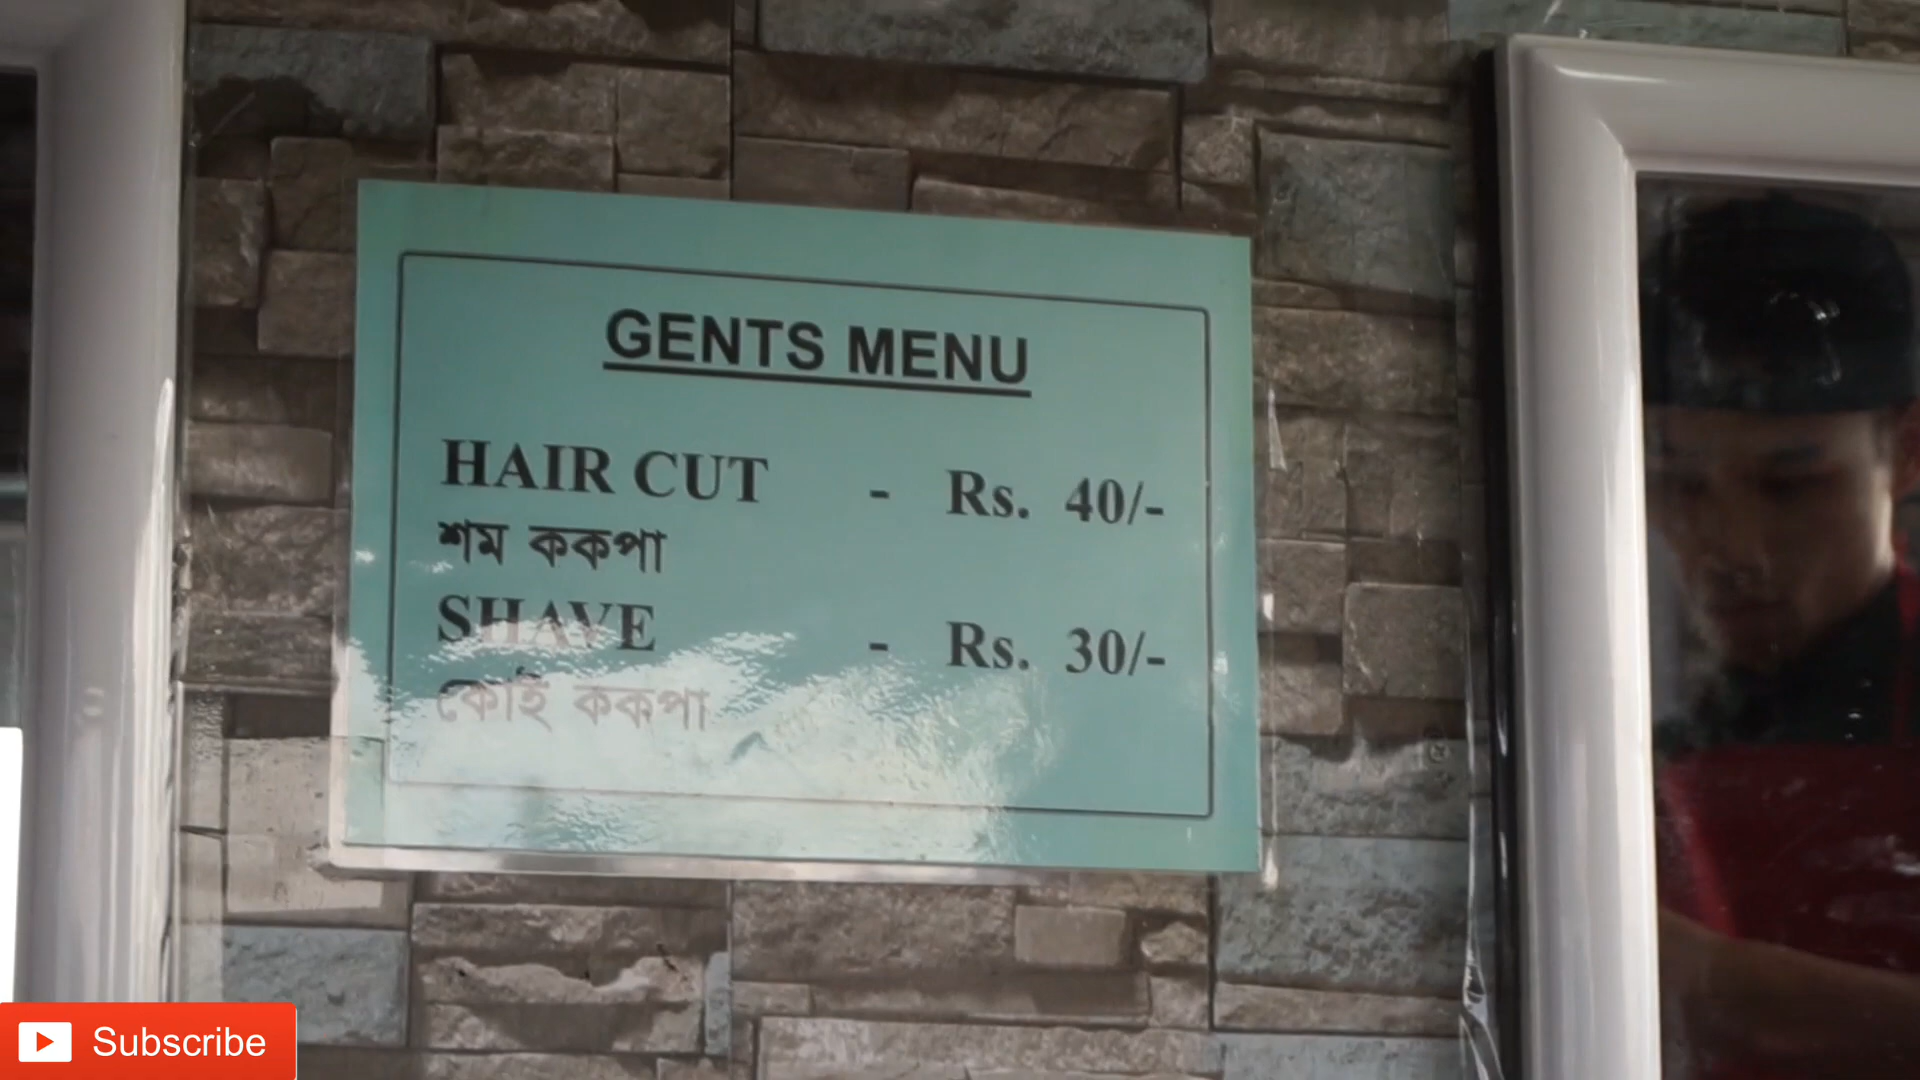 GENTS MENU
HAIR CUT - Rs. 40/-
শম ককপা
SHAVE - Rs. 30/-
কোই ককপা
Subscribe